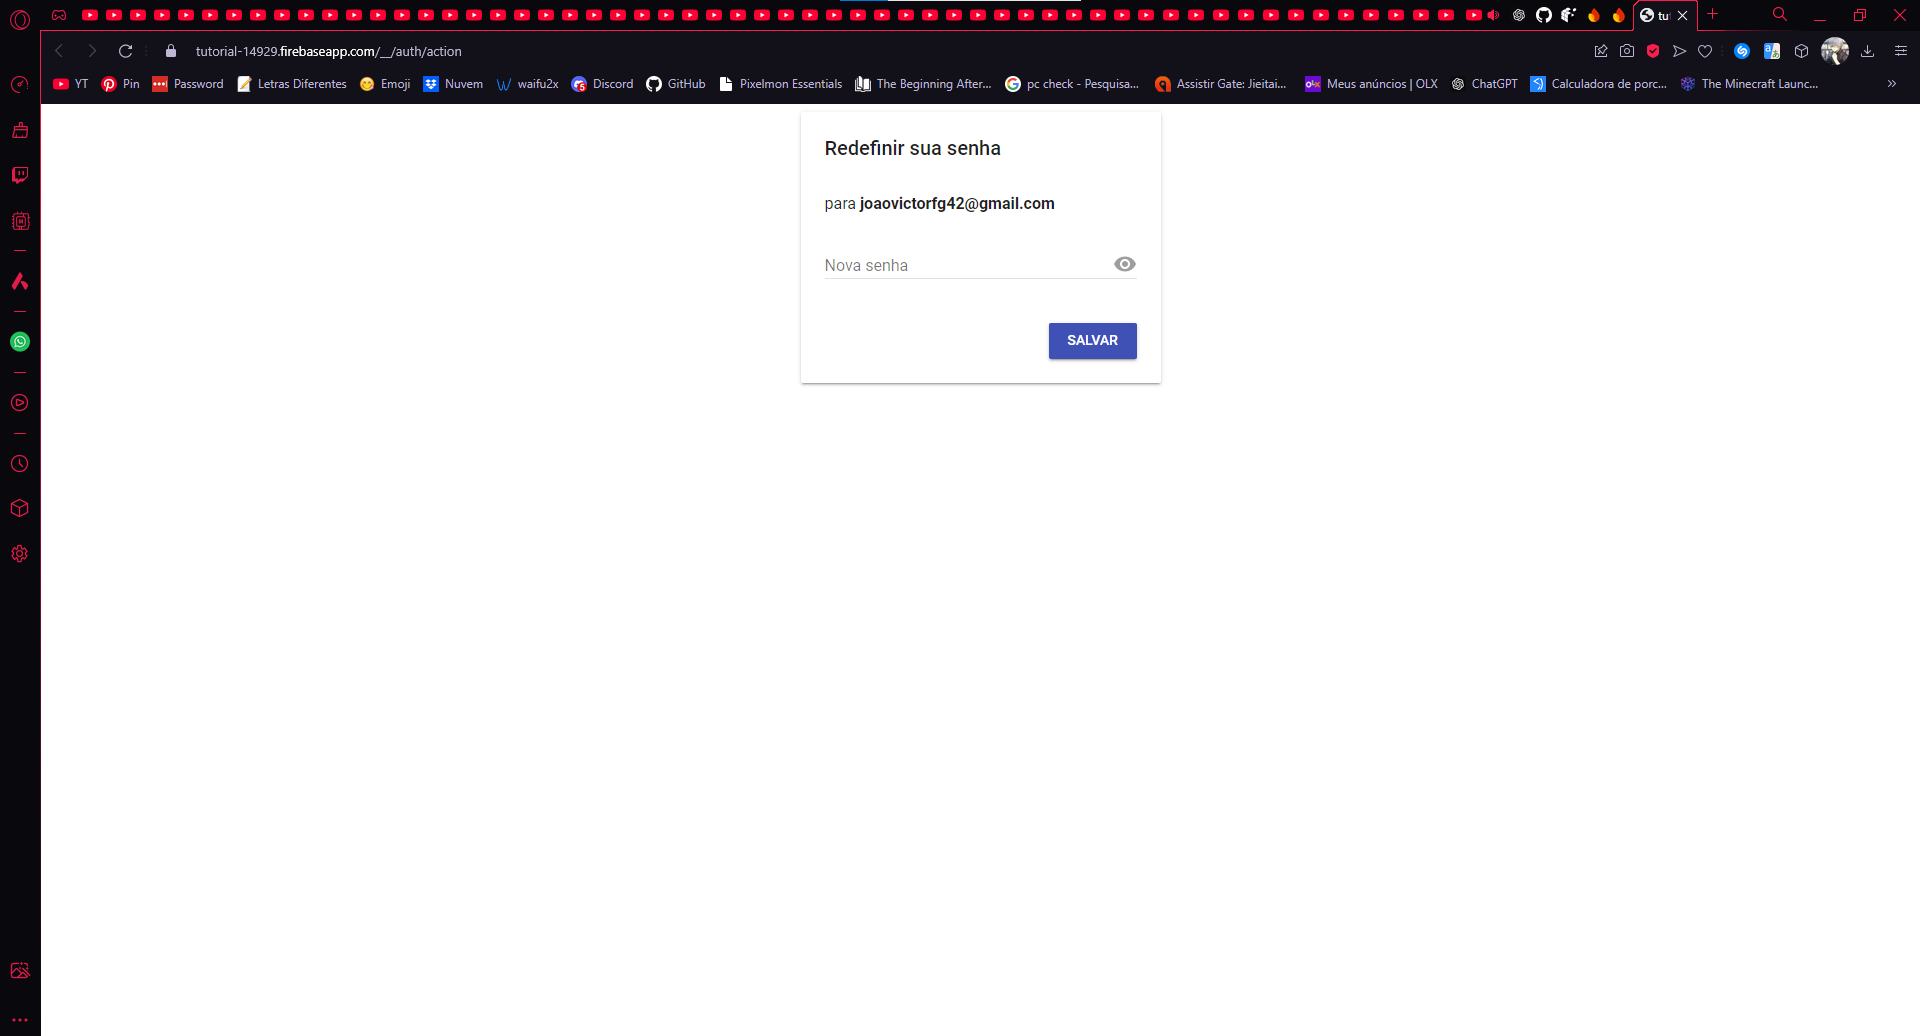 tu
tutorial-14929.firebaseapp.com/__/auth/action
YT Pin Password Letras Diferentes Emoji Nuvem waifu2x Discord GitHub Pixelmon Essentials The Beginning After... pc check - Pesquisa... Assistir Gate: Jieitai... Meus anúncios | OLX ChatGPT Calculadora de porc... The Minecraft Launc...
Redefinir sua senha
para joaovictorfg42@gmail.com
Nova senha
SALVAR